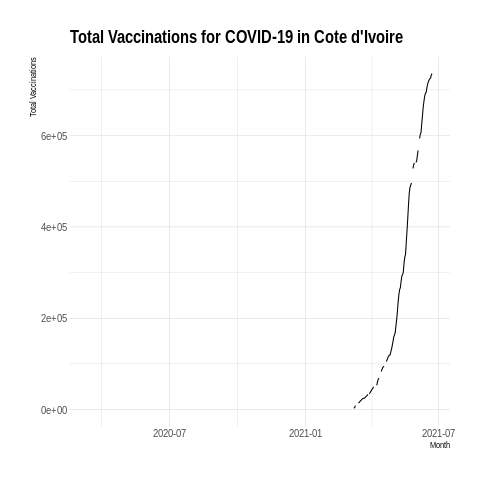 Total Vaccinations for COVID-19 in Cote d'Ivoire
Total Vaccinations
6e+05
4e+05
2e+05
0e+00
2020-07 2021-01 2021-07
Month